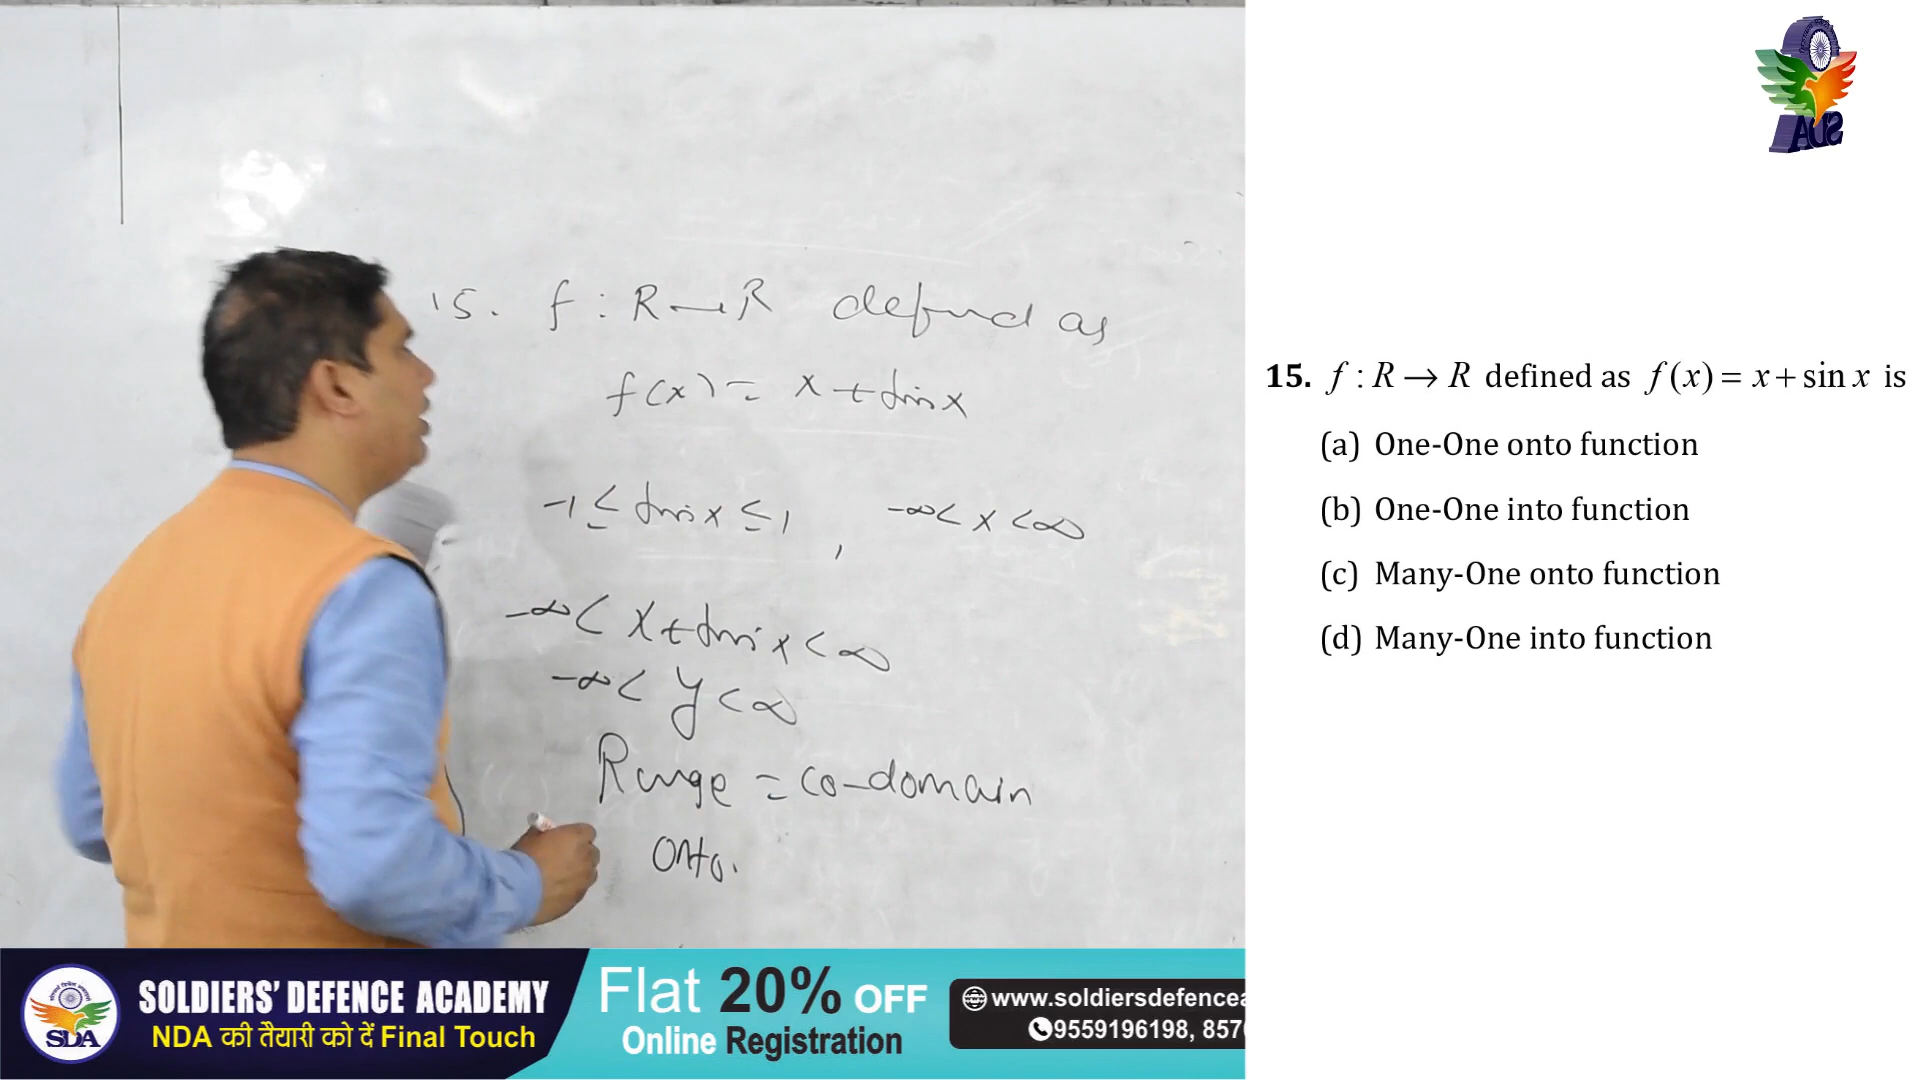 15. f : R → R defined as
f(x) = x + sin x
-1 ≤ sin x ≤ 1 , -∞ < x < ∞
-∞ < x + sin x < ∞
-∞ < y < ∞
Range = co-domain
onto.
SDA
15. f : R → R defined as f(x) = x + sin x is
(a) One-One onto function
(b) One-One into function
(c) Many-One onto function
(d) Many-One into function
SDA
SOLDIERS' DEFENCE ACADEMY
NDA की तैयारी को दें Final Touch
Flat 20% OFF
Online Registration
www.soldiersdefencea
9559196198, 857